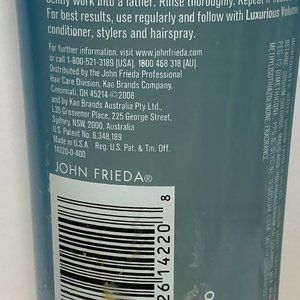 Gently work into a lather. Rinse thoroughly. Repeat if
For best results, use regularly and follow with Luxurious Volume
conditioner, stylers and hairspray.
For further information, visit www.johnfrieda.com
or call 1-800-521-3189 (USA), 1800 468 318 (AU).
Distributed by the John Frieda Professional
Hair Care Division, Kao Brands Company.
Cincinnati, OH 45214 ©2008
and by Kao Brands Australia Pty Ltd.,
L35 Grosvenor Place, 225 George Street,
Sydney, NSW 2000, Australia
U.S. Patent No. 6,348,189
Made in U.S.A. Reg. U.S. Pat. & Tm. Off.
14220-0-400
JOHN FRIEDA®
26142208